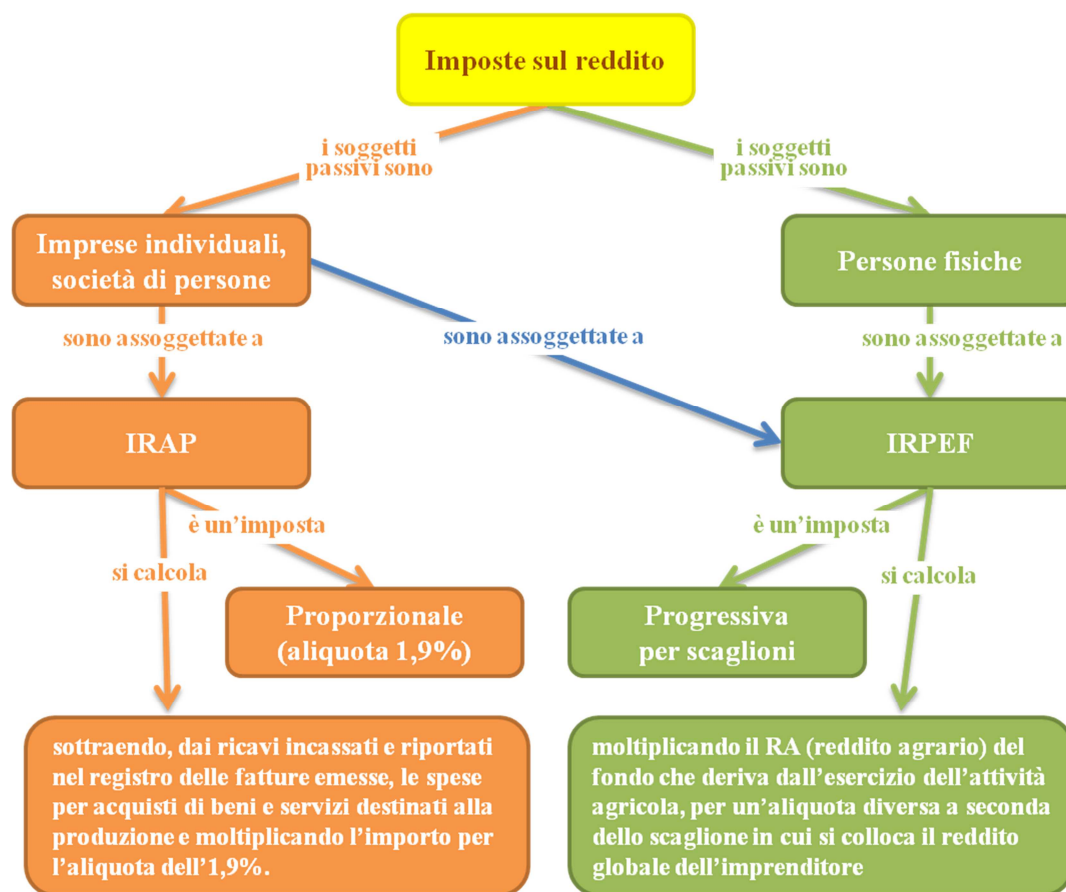 Imposte sul reddito
i soggetti
passivi sono
i soggetti
passivi sono
Imprese individuali,
società di persone
Persone fisiche
sono assoggettate a
sono assoggettate a
sono assoggettate a
IRAP
IRPEF
è un'imposta
è un'imposta
si calcola
si calcola
Proporzionale
(aliquota 1,9%)
Progressiva
per scaglioni
sottraendo, dai ricavi incassati e riportati
nel registro delle fatture emesse, le spese
per acquisti di beni e servizi destinati alla
produzione e moltiplicando l'importo per
l'aliquota dell'1,9%.
moltiplicando il RA (reddito agrario) del
fondo che deriva dall'esercizio dell'attività
agricola, per un'aliquota diversa a seconda
dello scaglione in cui si colloca il reddito
globale dell'imprenditore